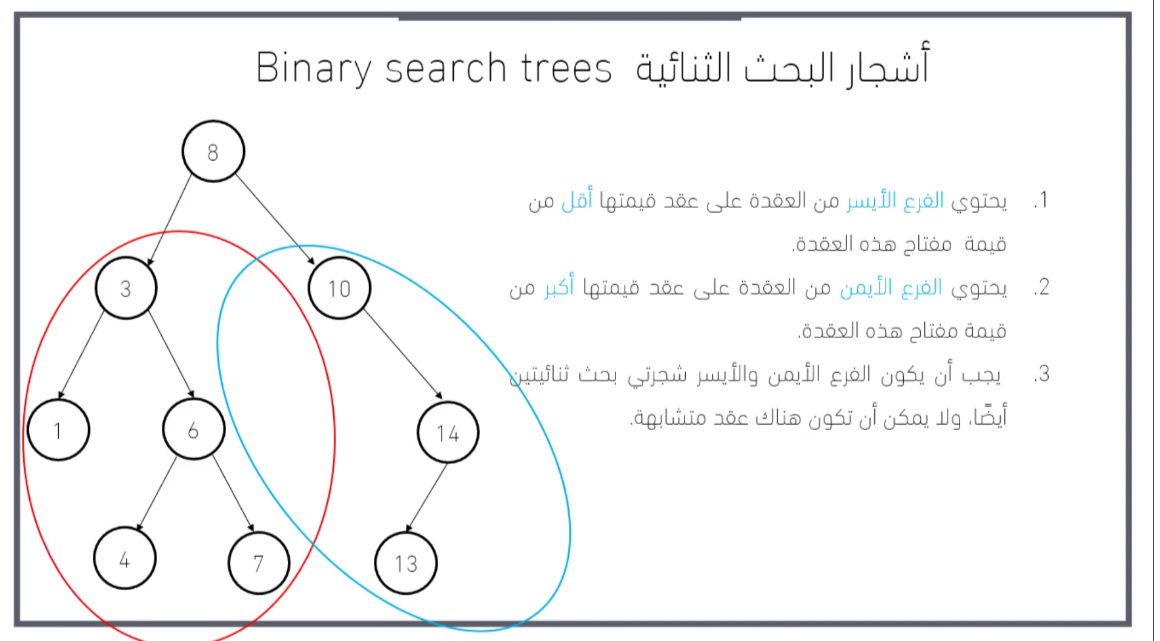 أشجار البحث الثنائية Binary search trees
1. يحتوي الفرع الأيسر من العقدة على عقد قيمتها أقل من
قيمة مفتاح هذه العقدة.
2. يحتوي الفرع الأيمن من العقدة على عقد قيمتها أكبر من
قيمة مفتاح هذه العقدة.
3. يجب أن يكون الفرع الأيمن والأيسر شجرتي بحث ثنائيتين
أيضًا، ولا يمكن أن تكون هناك عقد متشابهة.
8
3
10
1
6
14
4
7
13